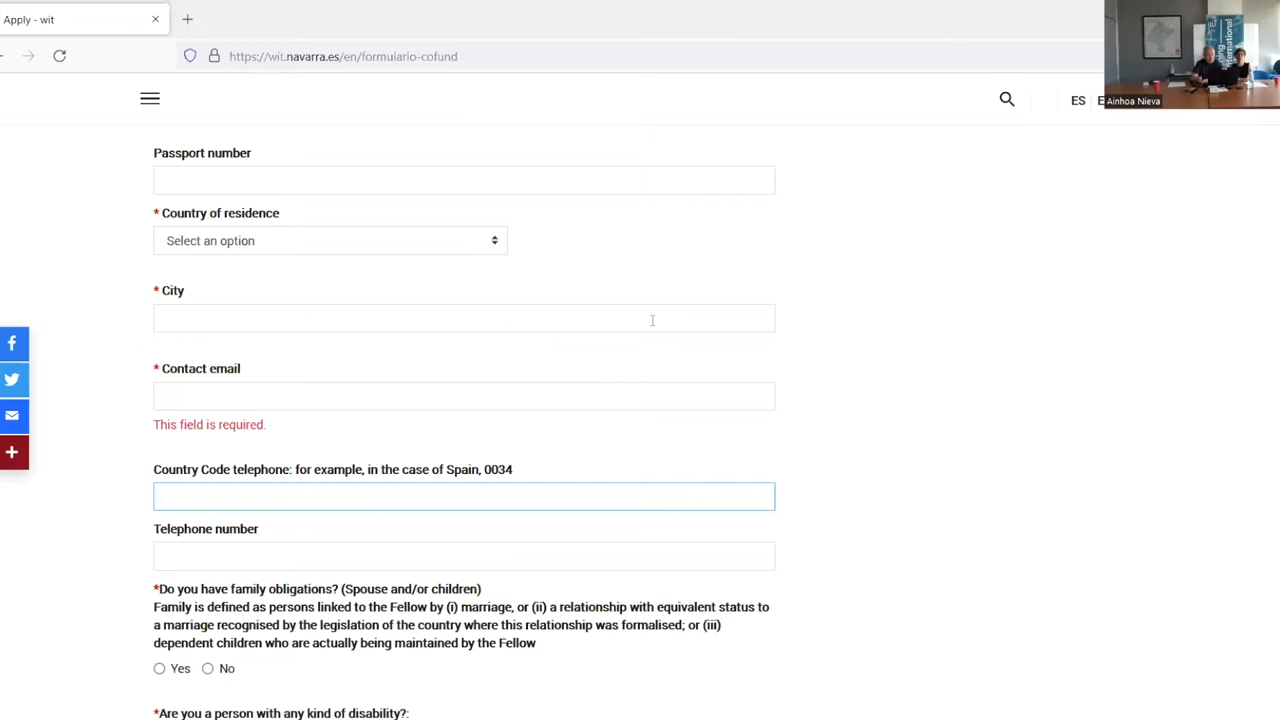 Apply - wit
https://wit.navarra.es/en/formuiario-cofund
ES
E
Ainhoa Nieva
International
Passport number
* Country of residence
Select an option
* City
* Contact email
This field is required.
Country Code telephone: for example, in the case of Spain, 0034
Telephone number
*Do you have family obligations? (Spouse and/or children)
Family is defined as persons linked to the Fellow by (i) marriage, or (ii) a relationship with equivalent status to
a marriage recognised by the legislation of the country where this relationship was formalised; or (iii)
dependent children who are actually being maintained by the Fellow
Yes No
*Are you a person with any kind of disability?: